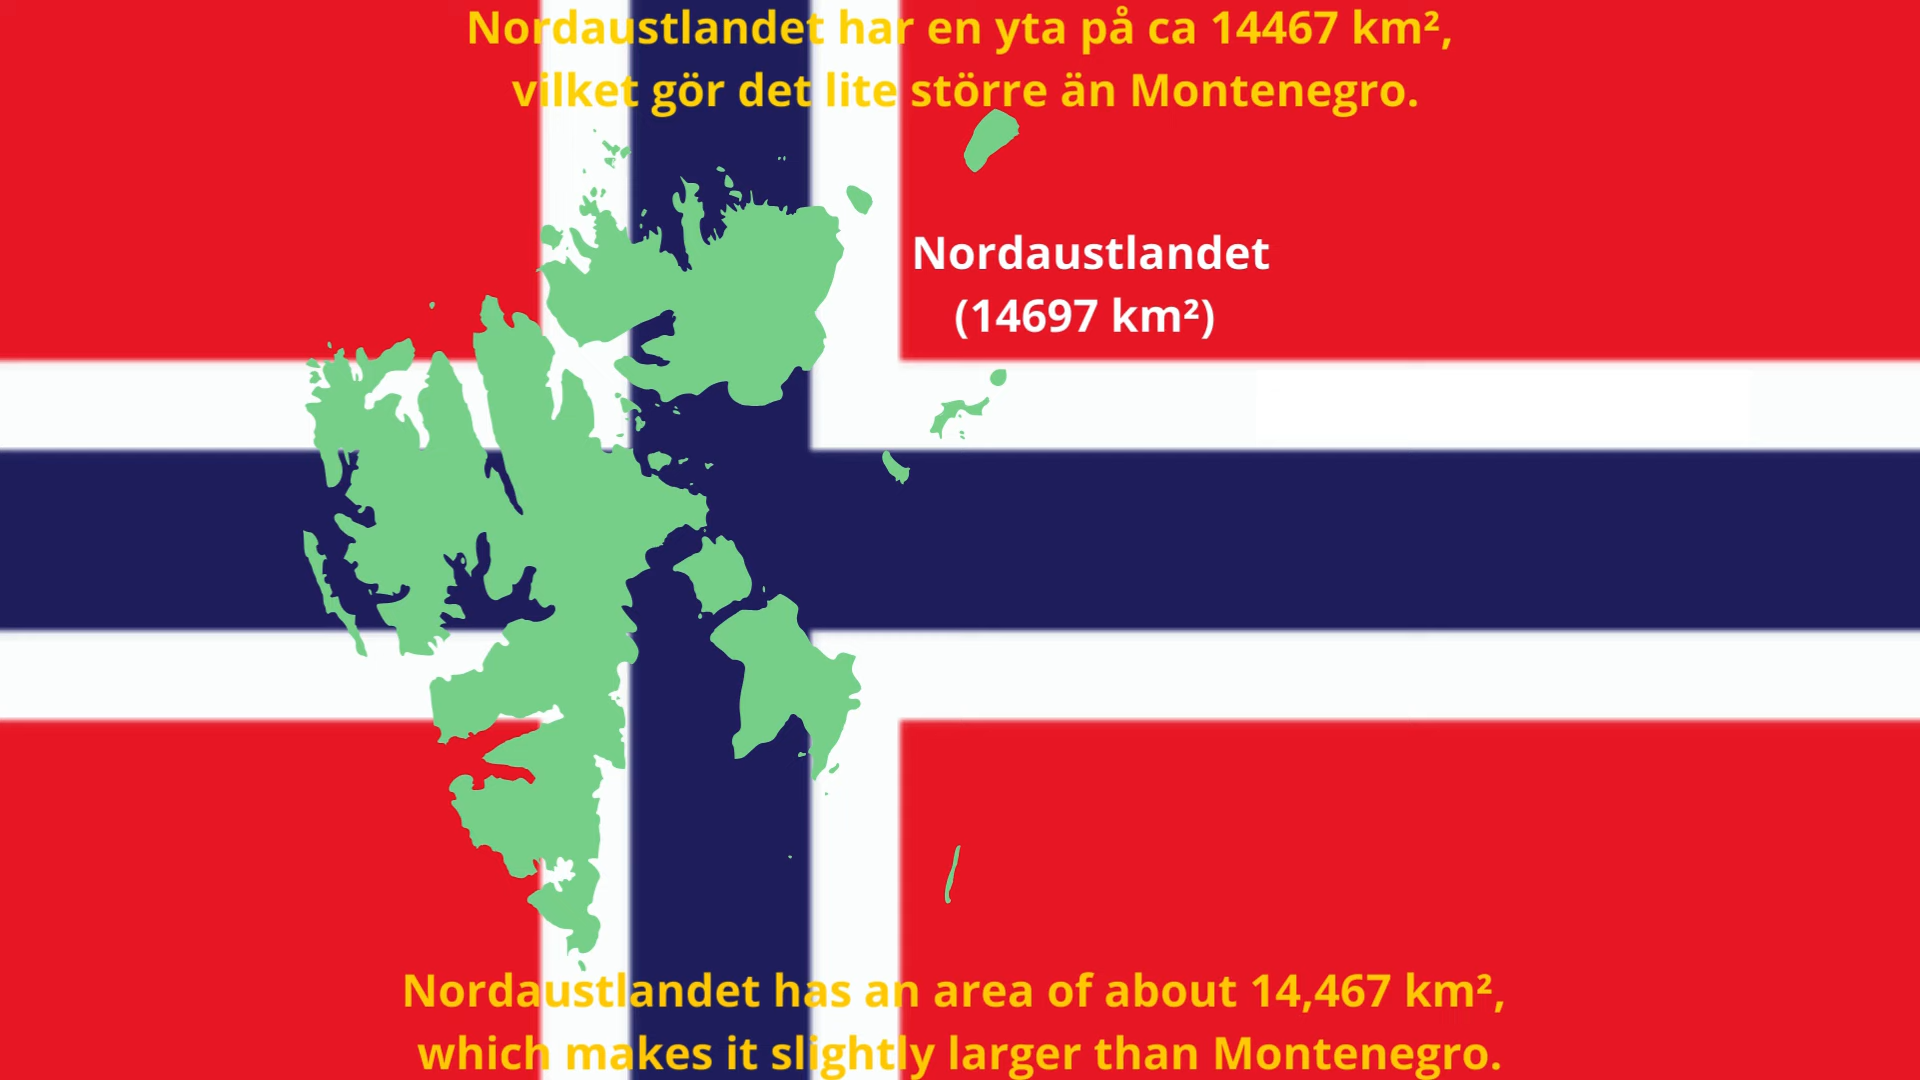 Nordaustlandet har en yta på ca 14467 km²,
vilket gör det lite större än Montenegro.
Nordaustlandet
(14697 km²)
Nordaustlandet has an area of about 14,467 km²,
which makes it slightly larger than Montenegro.